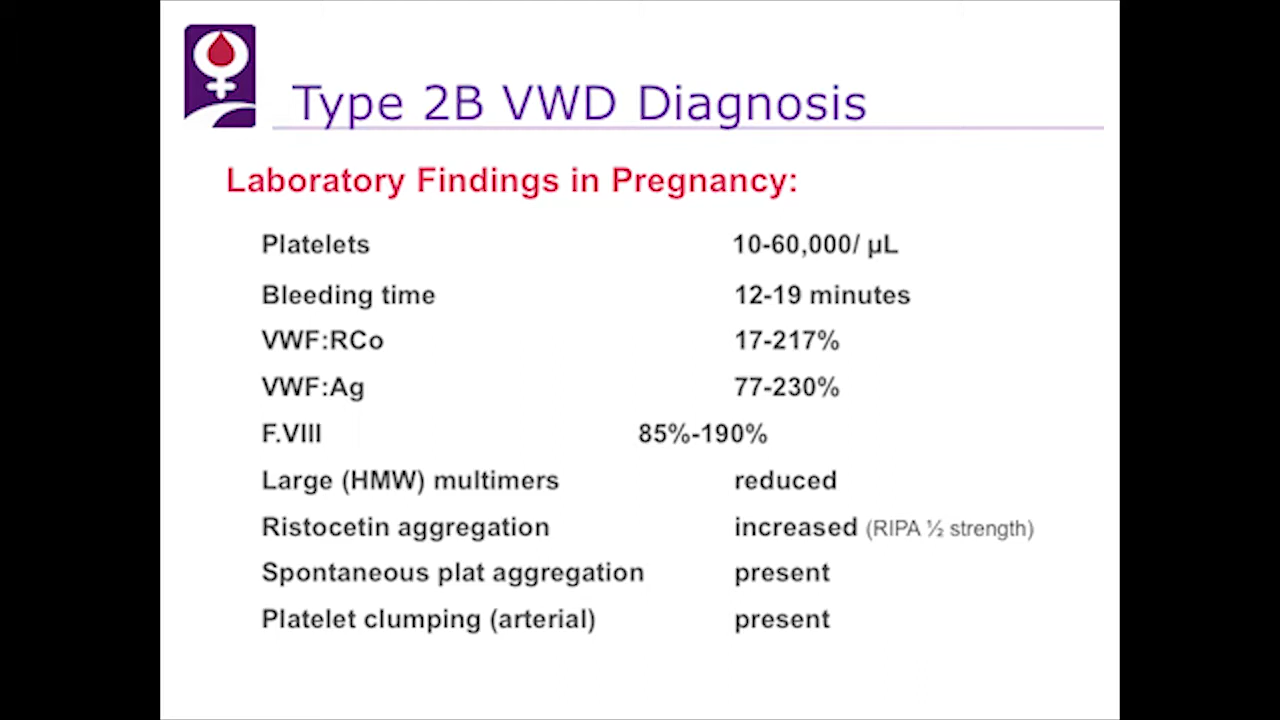 Type 2B VWD Diagnosis
Laboratory Findings in Pregnancy:
Platelets 10-60,000/ µL
Bleeding time 12-19 minutes
VWF:RCo 17-217%
VWF:Ag 77-230%
F.VIII 85%-190%
Large (HMW) multimers reduced
Ristocetin aggregation increased (RIPA ½ strength)
Spontaneous plat aggregation present
Platelet clumping (arterial) present